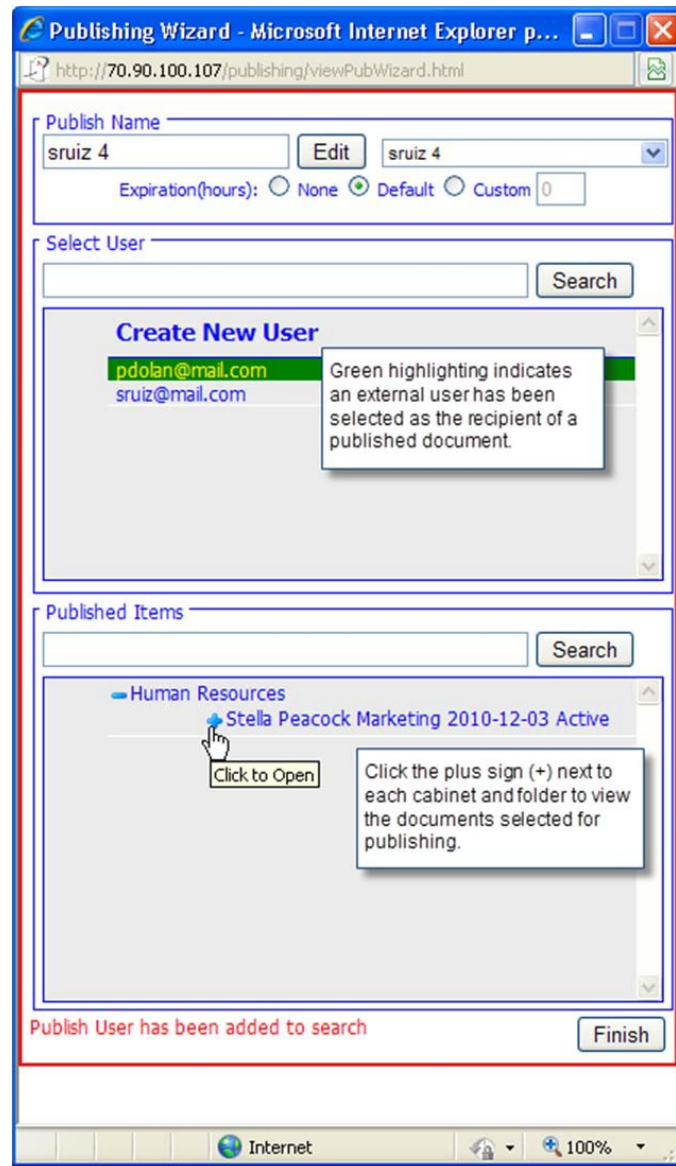 Publishing Wizard - Microsoft Internet Explorer p...
http://70.90.100.107/publishing/viewPubWizard.html
Publish Name
sruiz 4 Edit sruiz 4
Expiration(hours): None Default Custom 0
Select User
Search
Create New User
pdolan@mail.com
sruiz@mail.com
Green highlighting indicates
an external user has been
selected as the recipient of a
published document.
Published Items
Search
Human Resources
Stella Peacock Marketing 2010-12-03 Active
Click to Open
Click the plus sign (+) next to
each cabinet and folder to view
the documents selected for
publishing.
Publish User has been added to search
Finish
Internet 100%